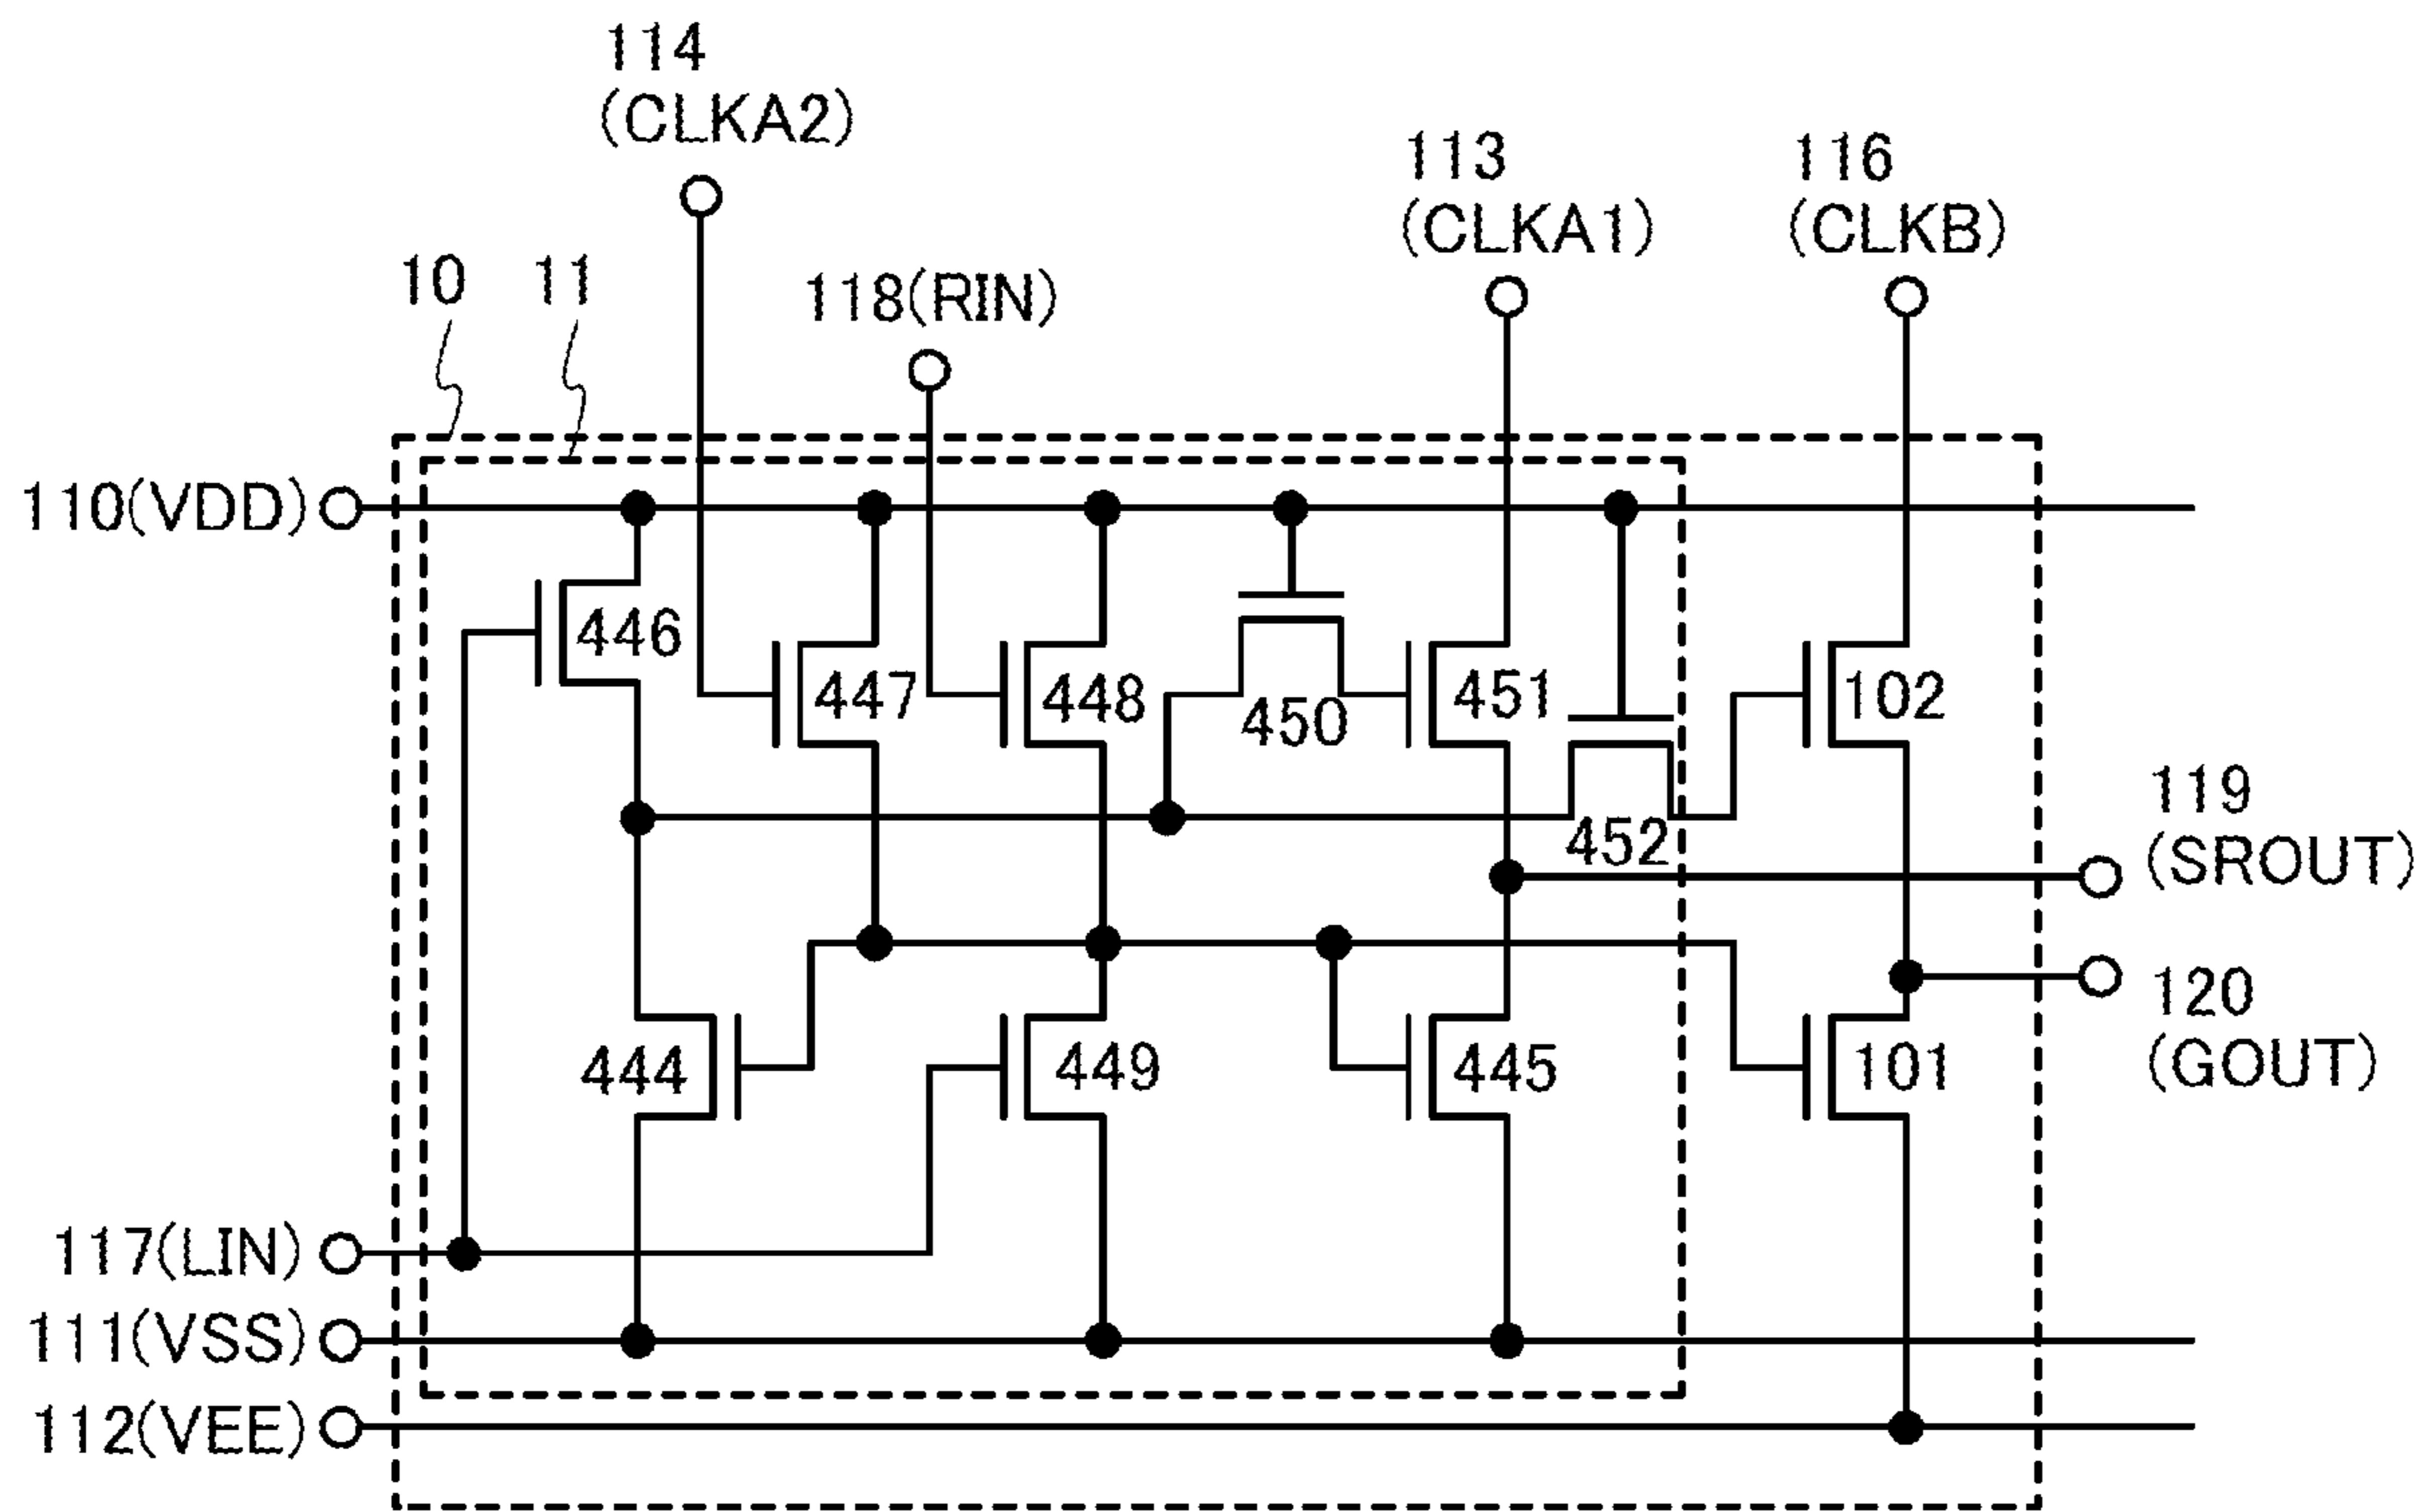 114
(CLKA2)
113
(CLKA1)
116
(CLKB)
10
11
118(RIN)
110(VDD)
446
447
448
450
451
452
102
119
(SROUT)
120
(GOUT)
444
449
445
101
117(LIN)
111(VSS)
112(VEE)